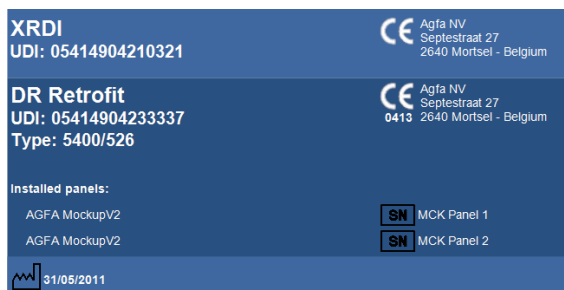 XRDI
UDI: 05414904210321
CE Agfa NV
Septestraat 27
2640 Mortsel - Belgium
DR Retrofit
UDI: 05414904233337
Type: 5400/526
CE 0413 Agfa NV
Septestraat 27
2640 Mortsel - Belgium
Installed panels:
AGFA MockupV2 SN MCK Panel 1
AGFA MockupV2 SN MCK Panel 2
31/05/2011